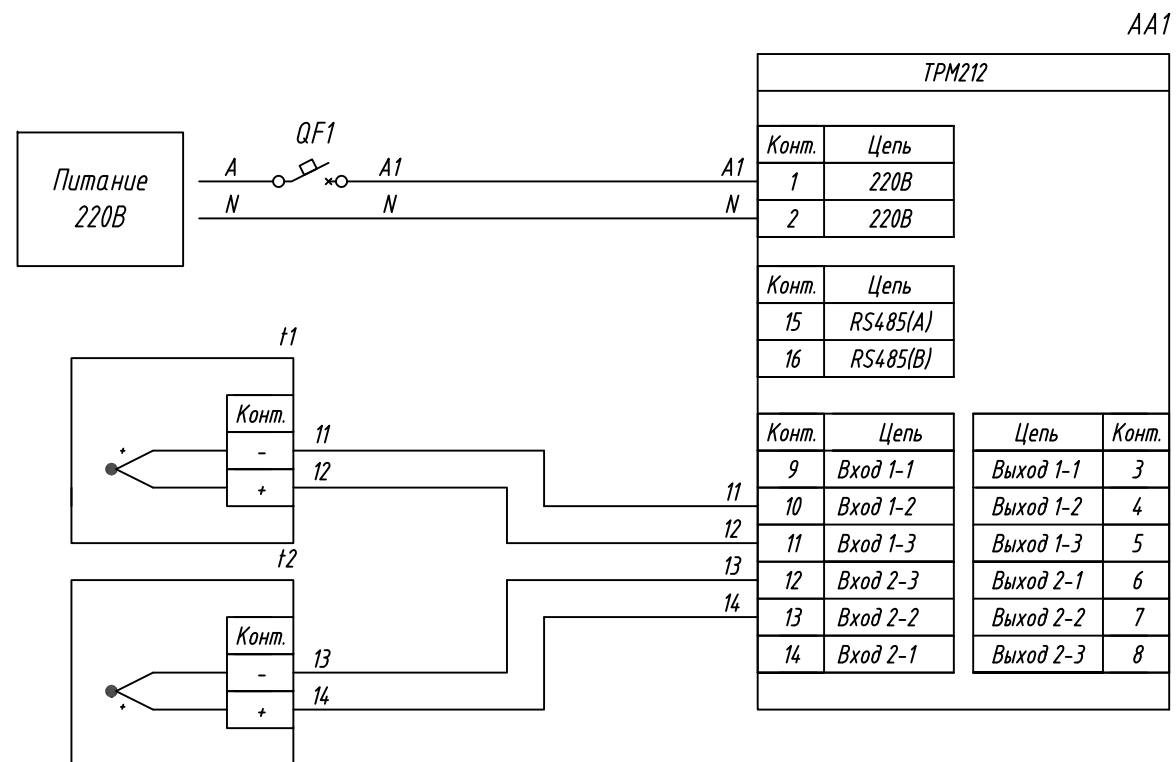 AA1
ТРМ212
QF1
Питание
220В
A A1 A1
N N N
Конт. Цепь
1 220В
2 220В
Конт. Цепь
15 RS485(A)
16 RS485(B)
t1
Конт.
+ - 11
+ 12
Конт. Цепь Цепь Конт.
9 Вход 1-1 Выход 1-1 3
11 10 Вход 1-2 Выход 1-2 4
12 11 Вход 1-3 Выход 1-3 5
13 12 Вход 2-3 Выход 2-1 6
14 13 Вход 2-2 Выход 2-2 7
14 Вход 2-1 Выход 2-3 8
t2
Конт.
- 13
+ + 14